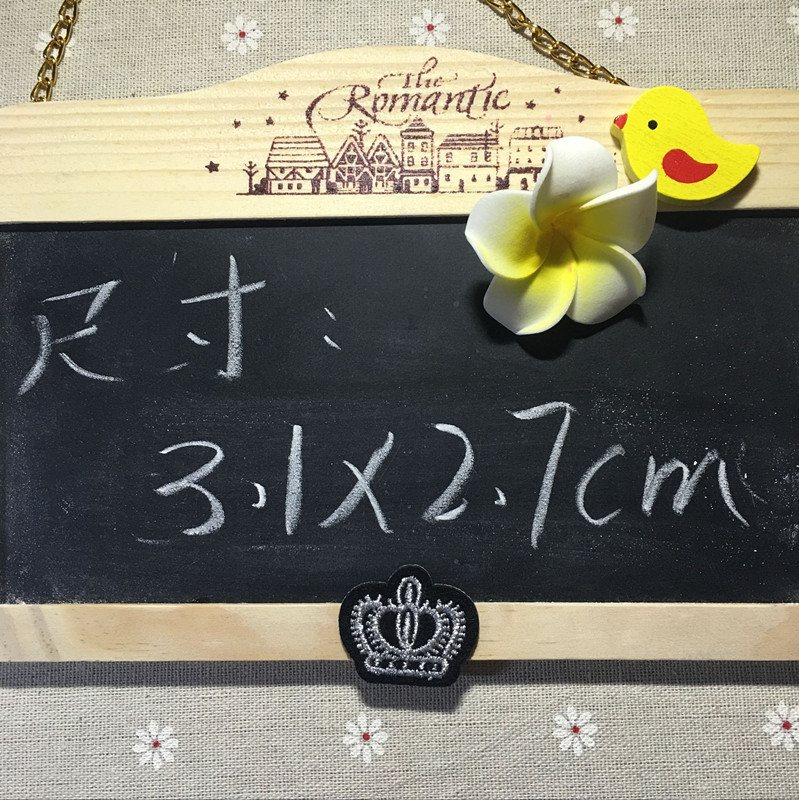 The
Romantic
尺寸:
3.1x2.7cm